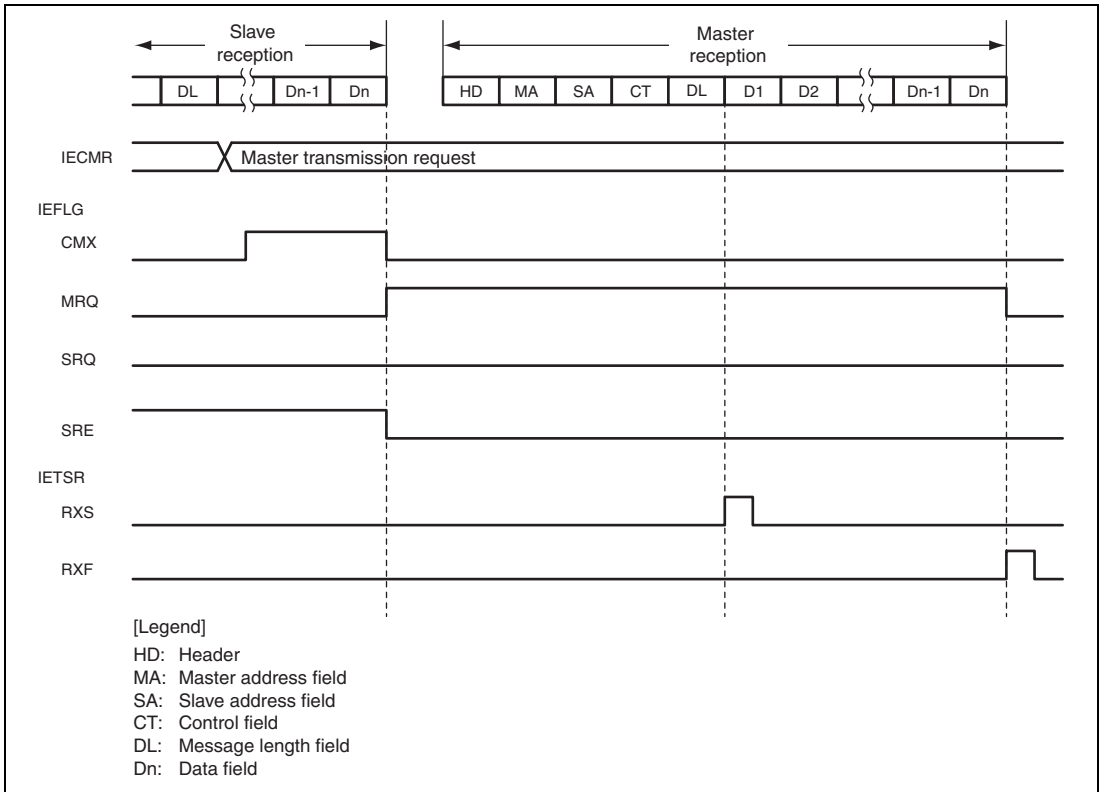 Slave
reception
Master
reception
DL Dn-1 Dn HD MA SA CT DL D1 D2 Dn-1 Dn
IECMR Master transmission request
IEFLG
CMX
MRQ
SRQ
SRE
IETSR
RXS
RXF
[Legend]
HD: Header
MA: Master address field
SA: Slave address field
CT: Control field
DL: Message length field
Dn: Data field